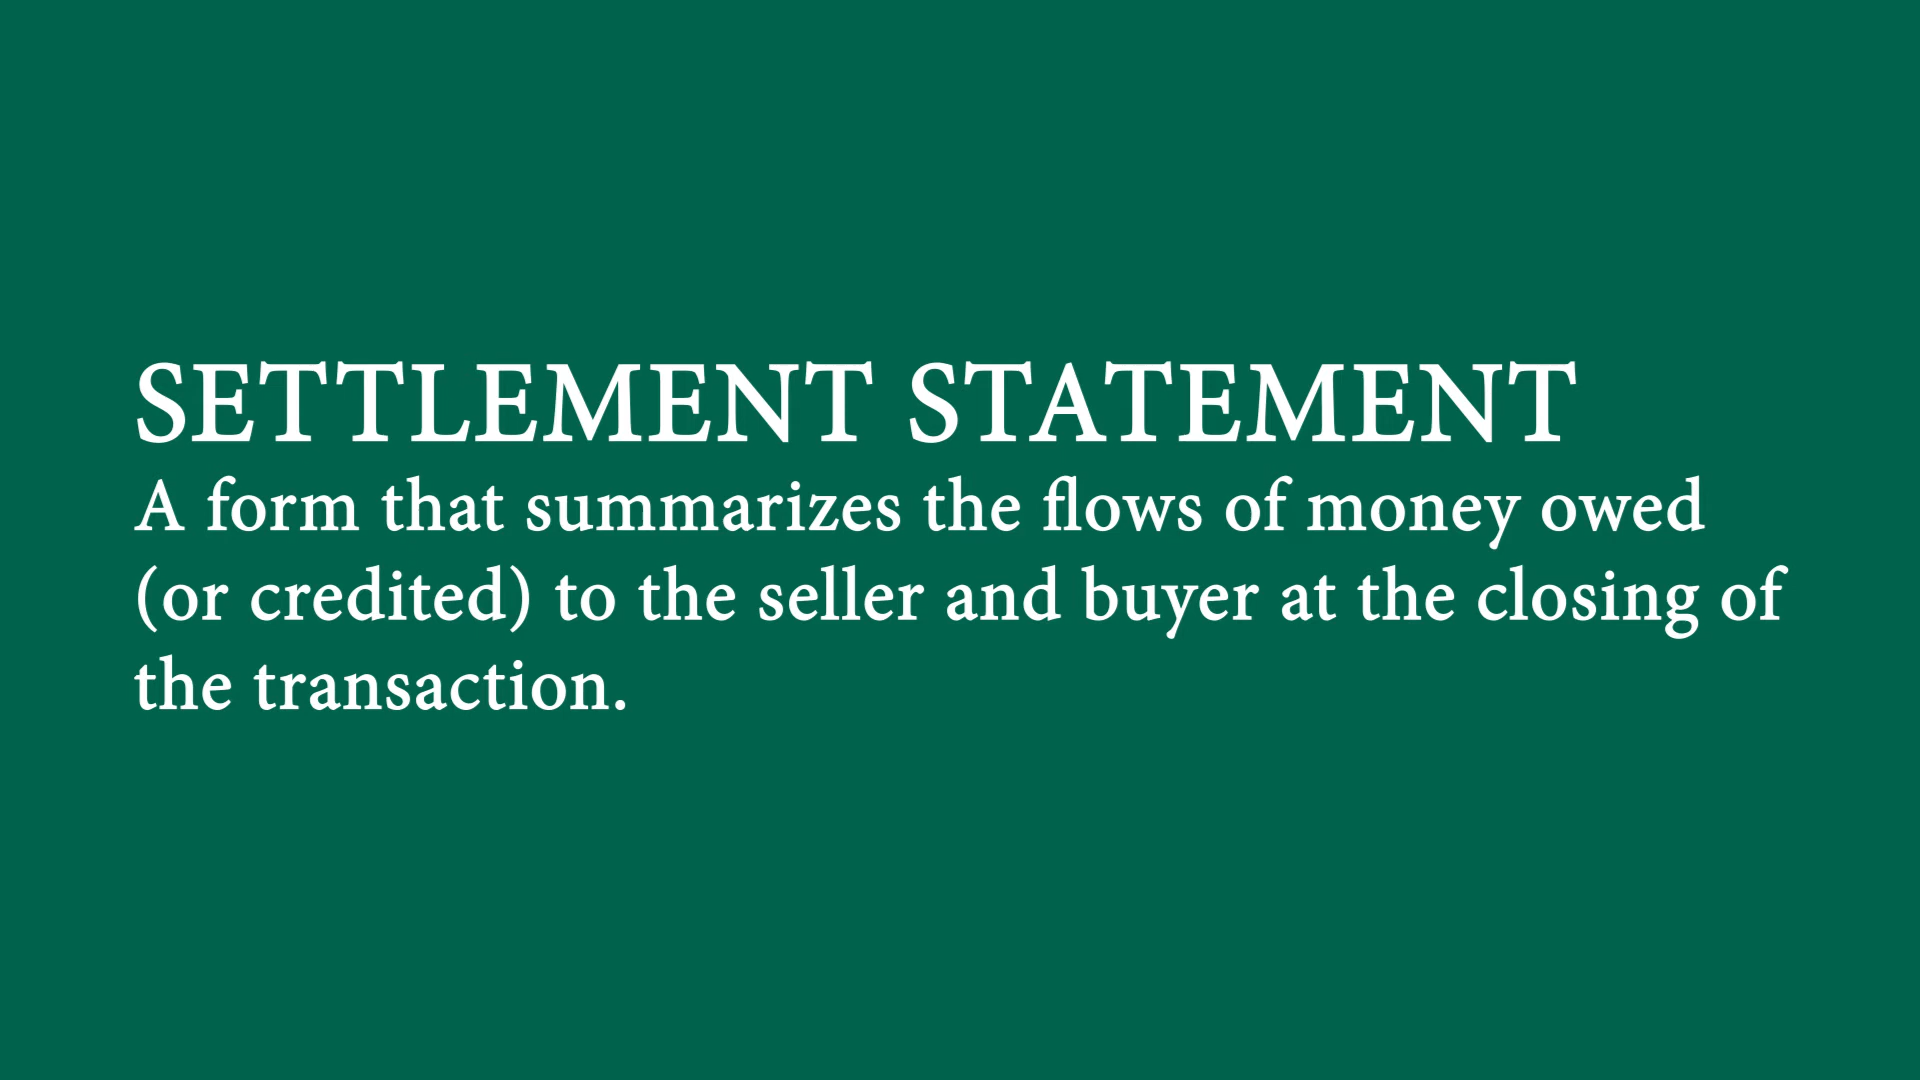 SETTLEMENT STATEMENT
A form that summarizes the flows of money owed
(or credited) to the seller and buyer at the closing of
the transaction.